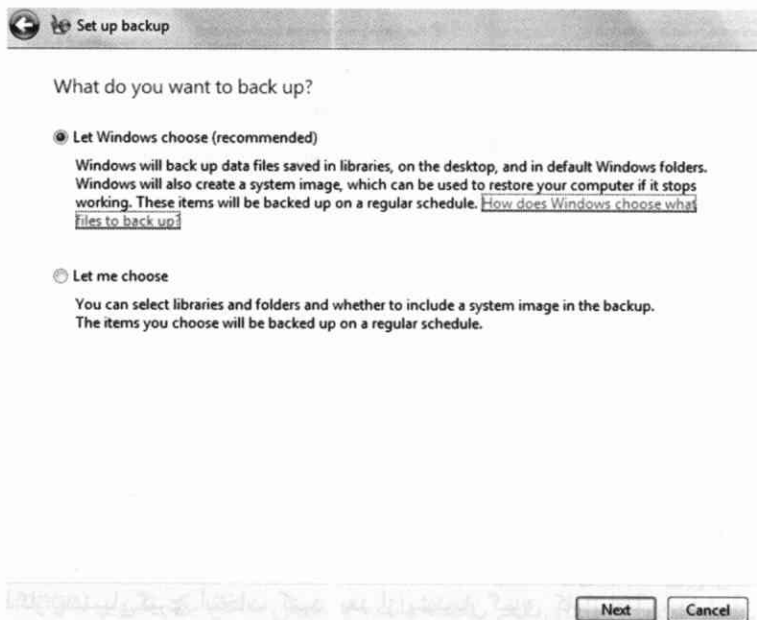 Set up backup
What do you want to back up?
Let Windows choose (recommended)
Windows will back up data files saved in libraries, on the desktop, and in default Windows folders.
Windows will also create a system image, which can be used to restore your computer if it stops
working. These items will be backed up on a regular schedule. How does Windows choose what
files to back up?
Let me choose
You can select libraries and folders and whether to include a system image in the backup.
The items you choose will be backed up on a regular schedule.
Next Cancel